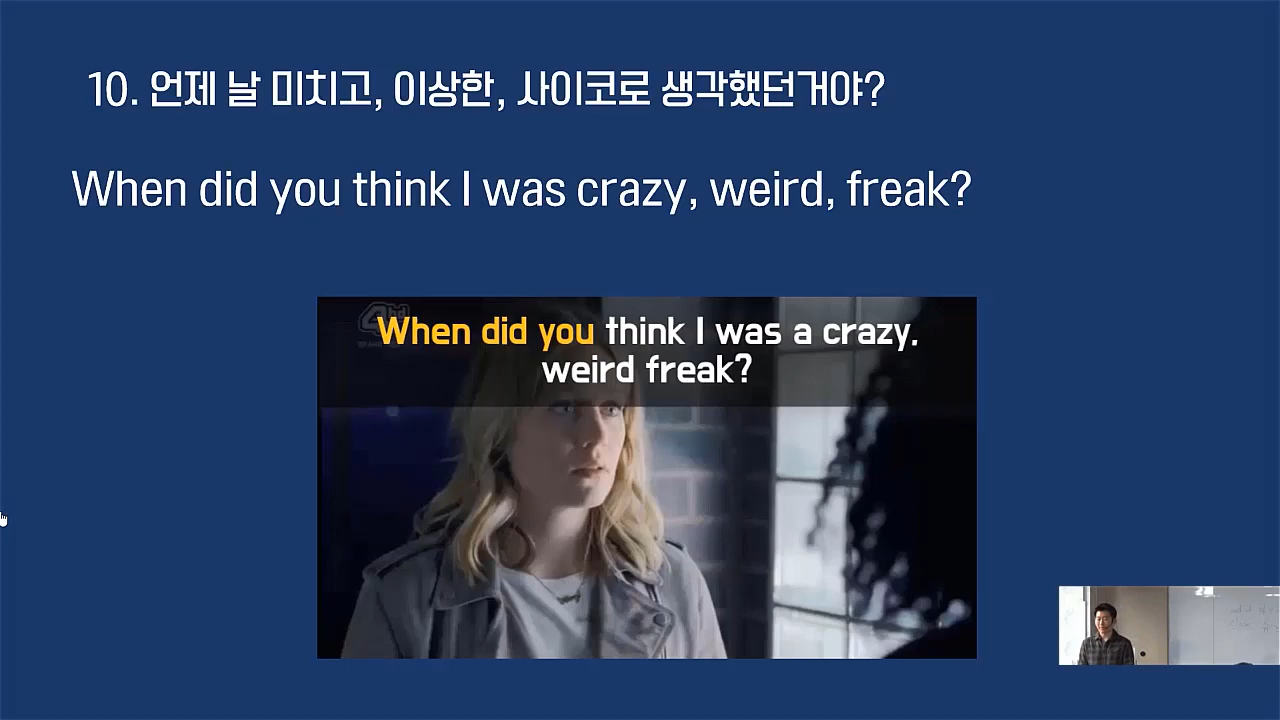 10. 언제 날 미치고, 이상한, 사이코로 생각했던거야?
When did you think I was crazy, weird, freak?
When did you think I was a crazy,
weird freak?